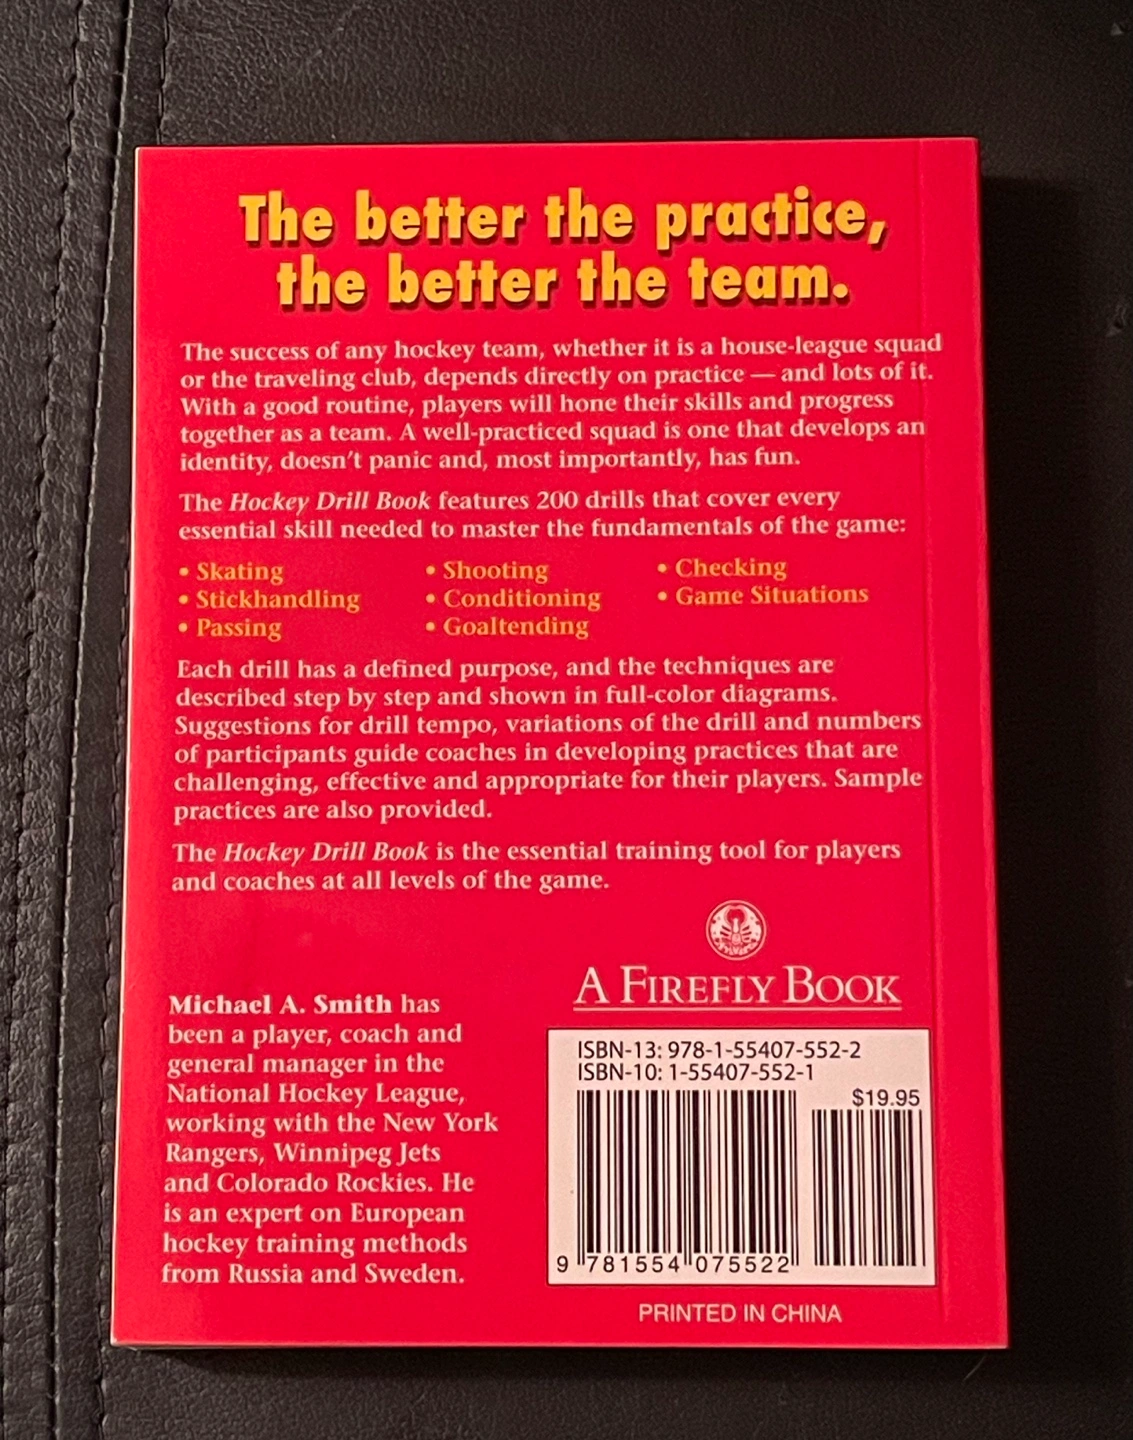 The better the practice,
the better the team.
The success of any hockey team, whether it is a house-league squad
or the traveling club, depends directly on practice — and lots of it.
With a good routine, players will hone their skills and progress
together as a team. A well-practiced squad is one that develops an
identity, doesn't panic and, most importantly, has fun.
The Hockey Drill Book features 200 drills that cover every
essential skill needed to master the fundamentals of the game:
• Skating
• Stickhandling
• Passing
• Shooting
• Conditioning
• Goaltending
• Checking
• Game Situations
Each drill has a defined purpose, and the techniques are
described step by step and shown in full-color diagrams.
Suggestions for drill tempo, variations of the drill and numbers
of participants guide coaches in developing practices that are
challenging, effective and appropriate for their players. Sample
practices are also provided.
The Hockey Drill Book is the essential training tool for players
and coaches at all levels of the game.
Michael A. Smith has
been a player, coach and
general manager in the
National Hockey League,
working with the New York
Rangers, Winnipeg Jets
and Colorado Rockies. He
is an expert on European
hockey training methods
from Russia and Sweden.
A FIREFLY BOOK
ISBN-13: 978-1-55407-552-2
ISBN-10: 1-55407-552-1
$19.95
9 781554 075522
PRINTED IN CHINA